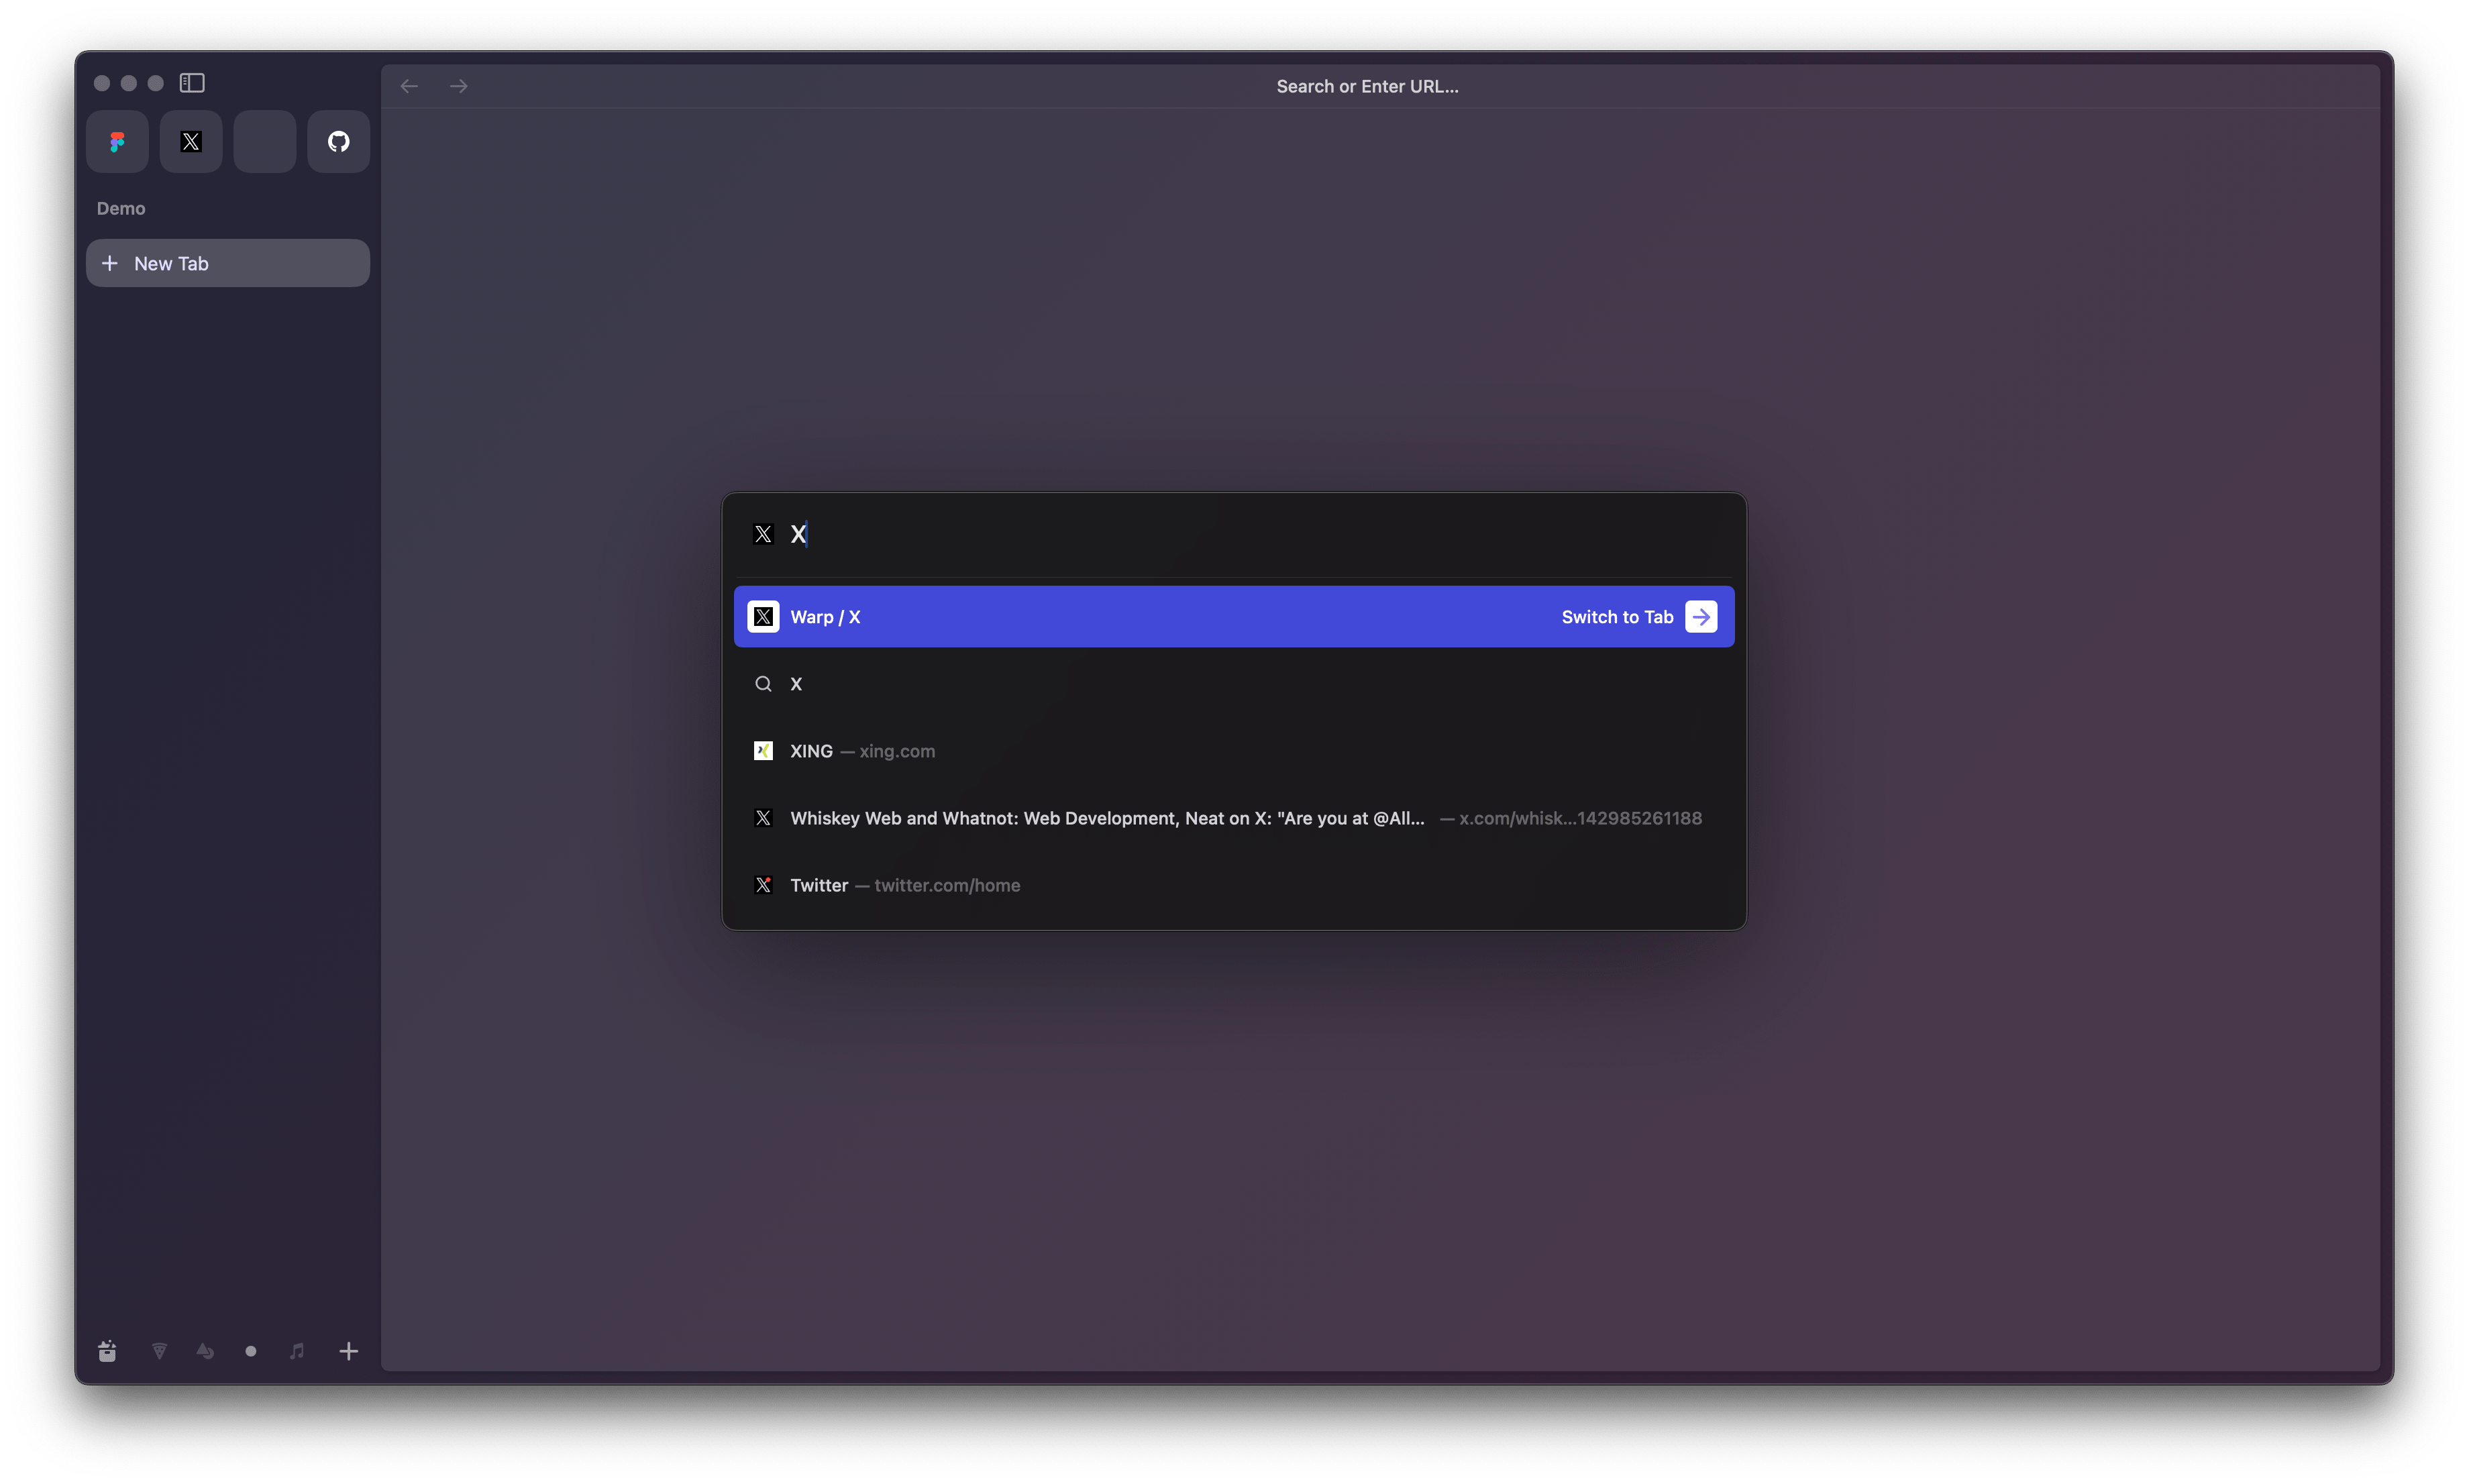 Search or Enter URL...
Demo
New Tab
X
Warp / X Switch to Tab
X
XING — xing.com
Whiskey Web and Whatnot: Web Development, Neat on X: "Are you at @All... — x.com/whisk...142985261188
Twitter — twitter.com/home